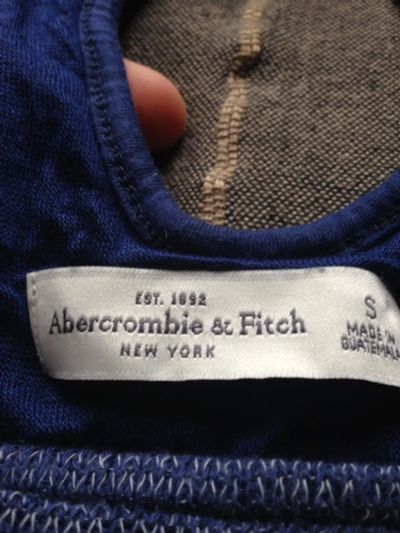 EST. 1892
Abercrombie & Fitch
NEW YORK
S
MADE IN
GUATEMALA